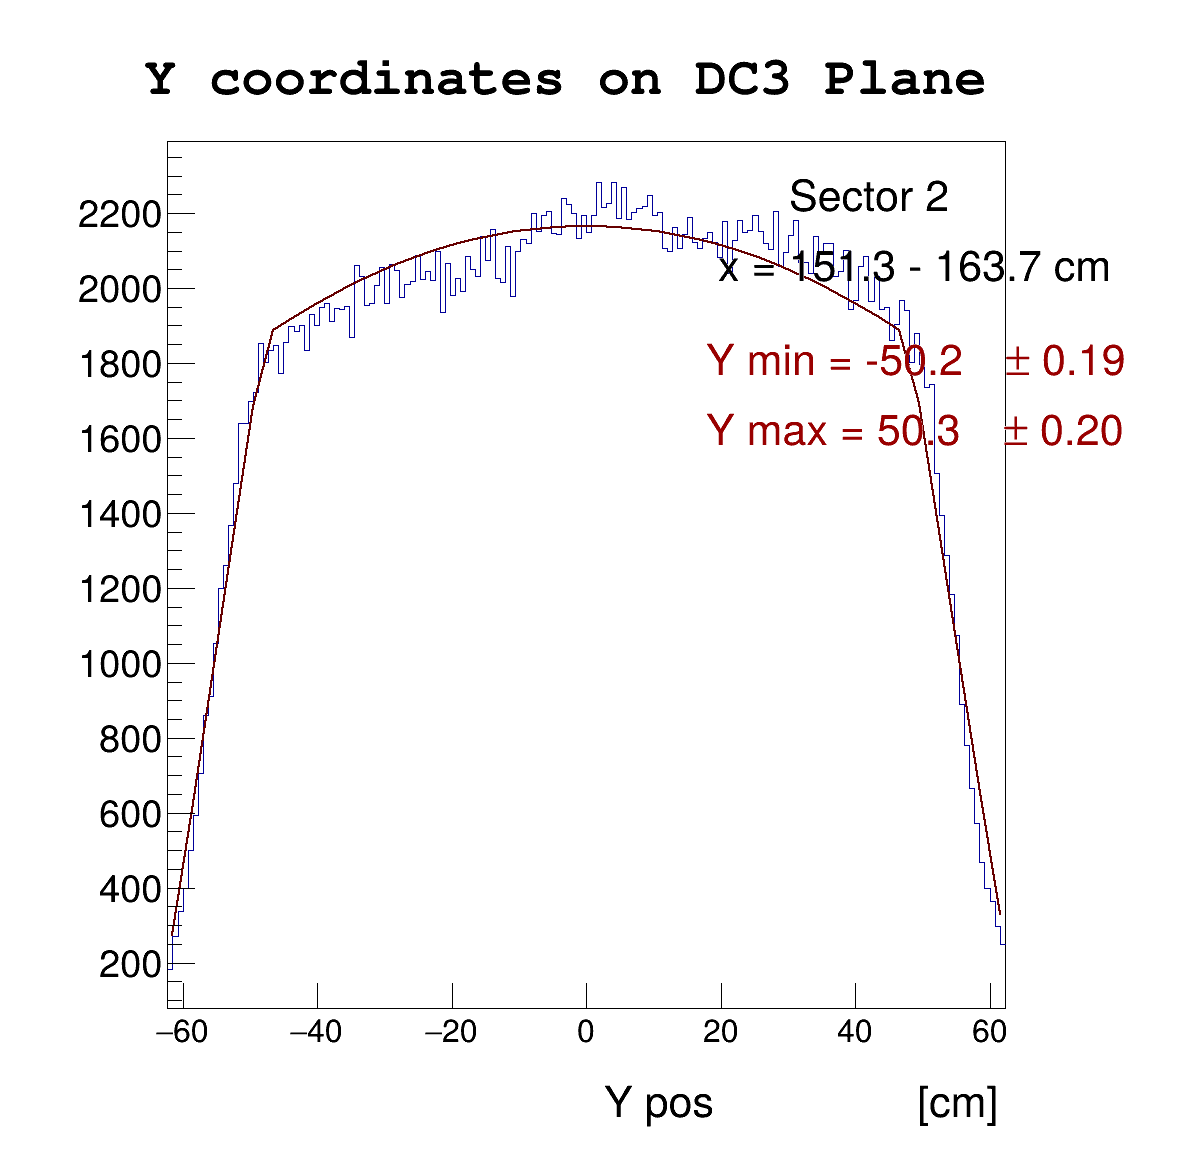 Y coordinates on DC3 Plane
Sector 2
x = 151.3 - 163.7 cm
Y min = -50.2 ± 0.19
Y max = 50.3 ± 0.20
2200
2000
1800
1600
1400
1200
1000
800
600
400
200
−60 −40 −20 0 20 40 60
Y pos [cm]